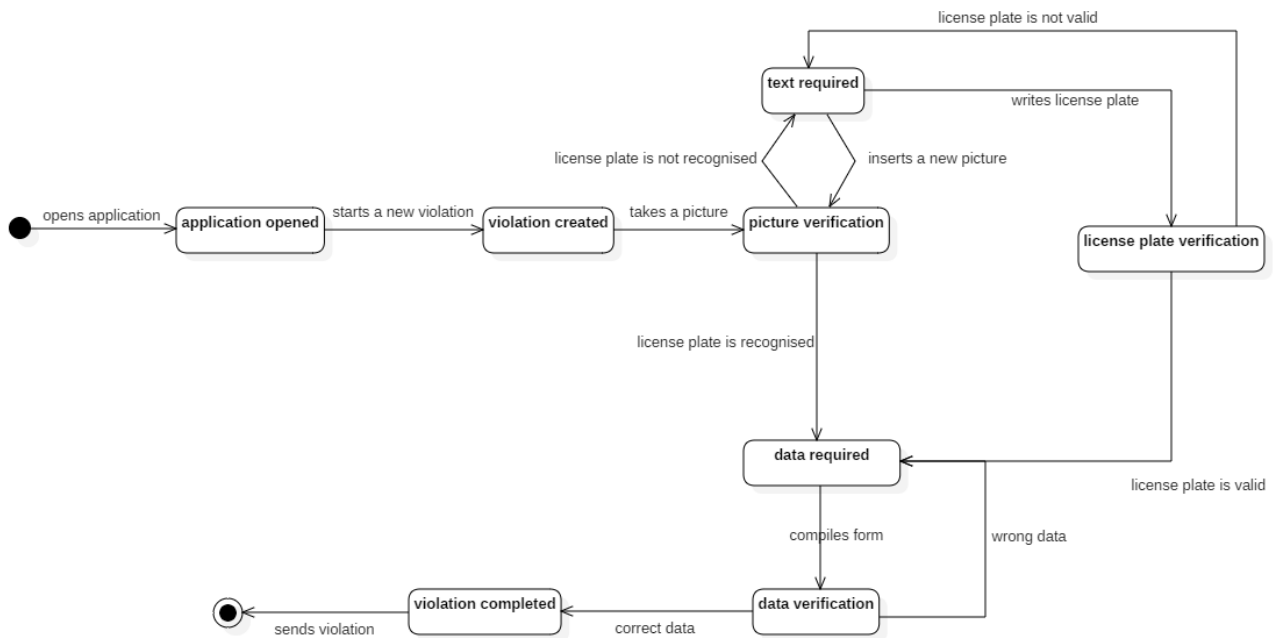 license plate is not valid
text required
writes license plate
license plate is not recognised
inserts a new picture
opens application
application opened
starts a new violation
violation created
takes a picture
picture verification
license plate verification
license plate is recognised
data required
license plate is valid
compiles form
wrong data
violation completed
data verification
sends violation
correct data